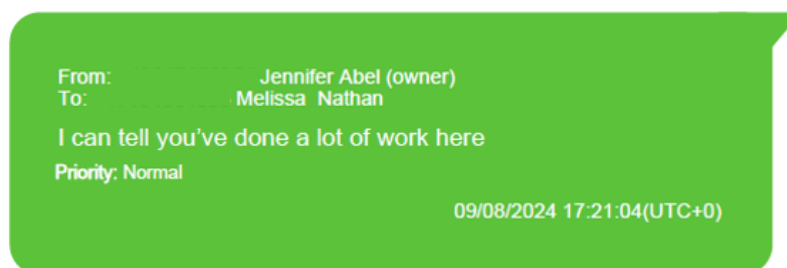 From: Jennifer Abel (owner)
To: Melissa Nathan
I can tell you've done a lot of work here
Priority: Normal
09/08/2024 17:21:04(UTC+0)